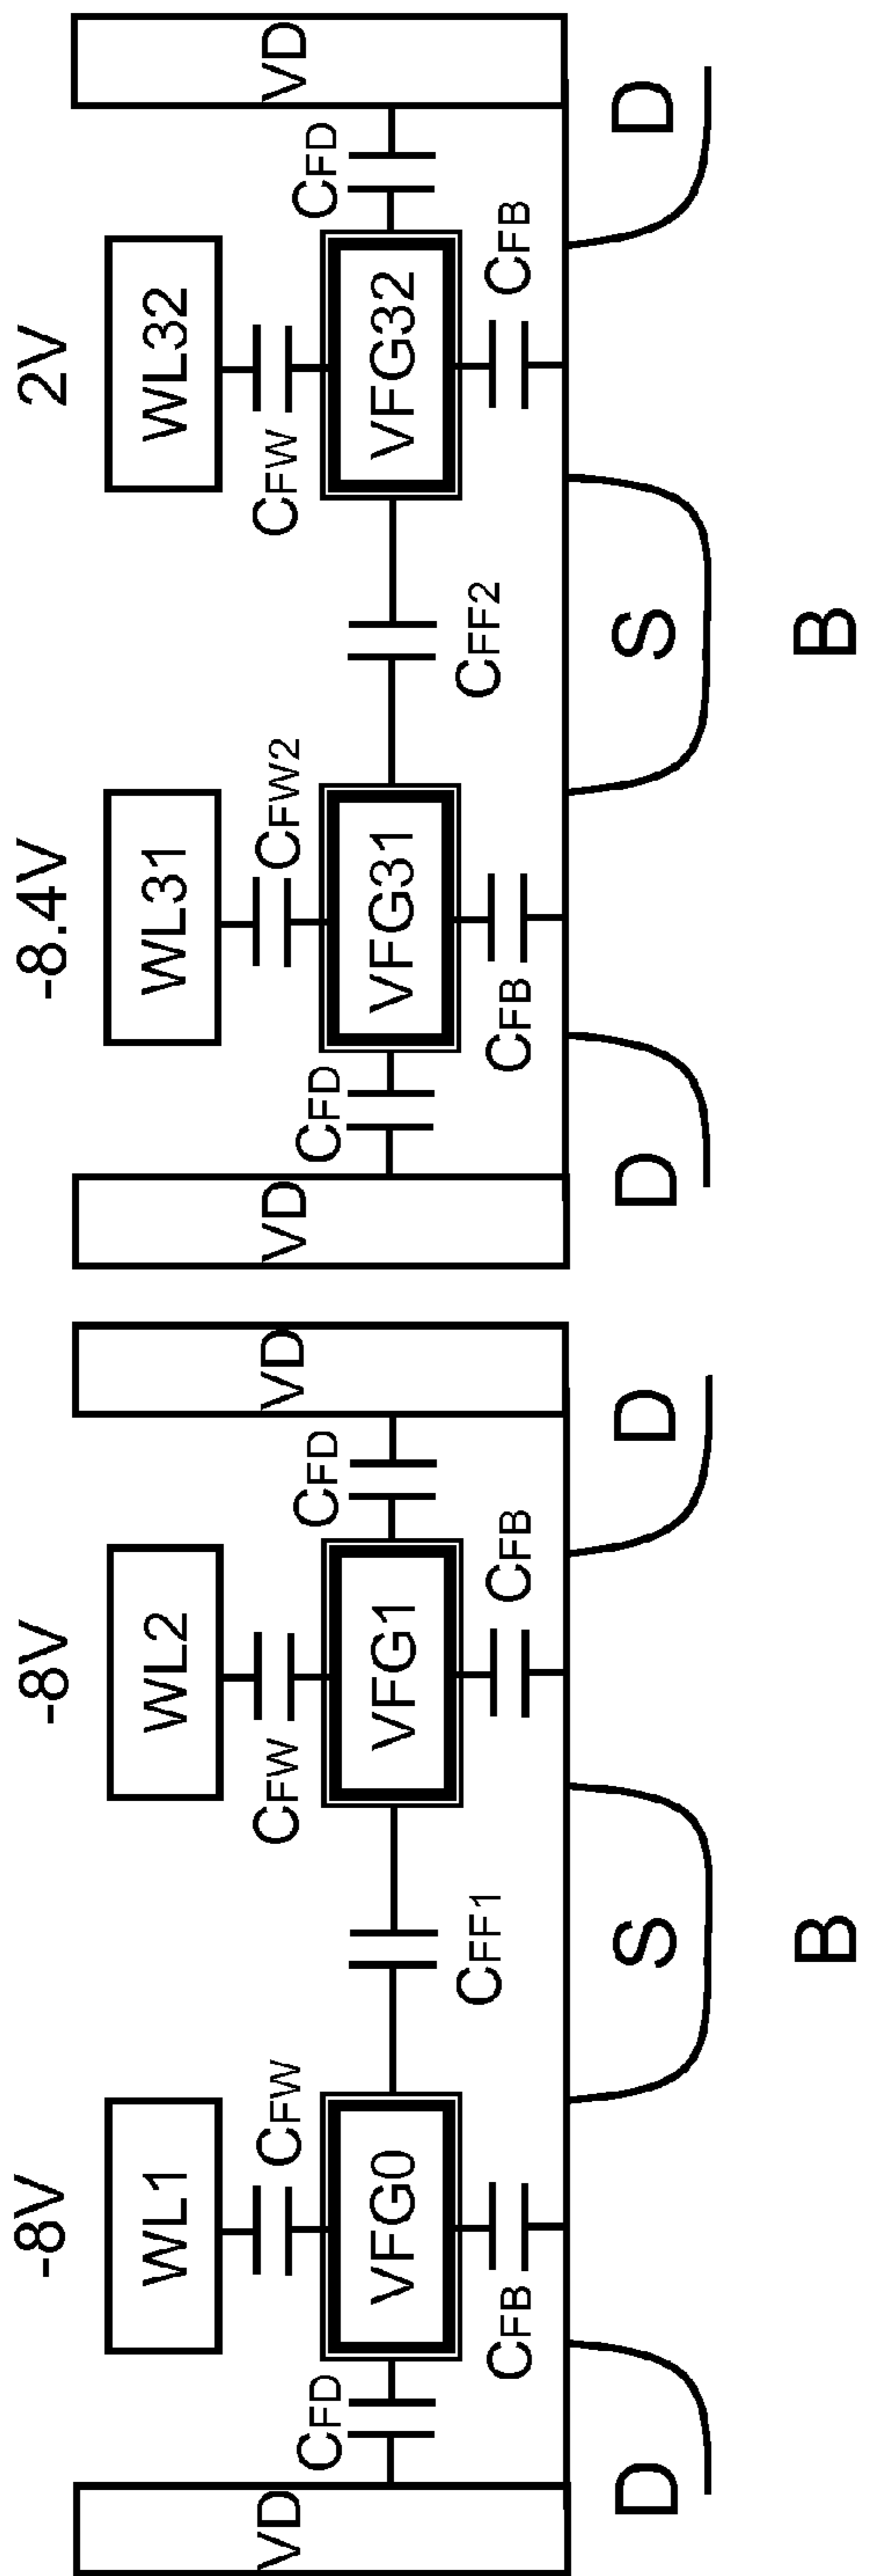 -8V -8V -8.4V 2V
WL1 WL2 WL31 WL32
VD CFD CFW CFW CFD VD VD CFD CFW2 CFW CFD VD
VFG0 VFG1 VFG31 VFG32
CFB CFF1 CFB CFB CFF2 CFB
D S D D S D
B B